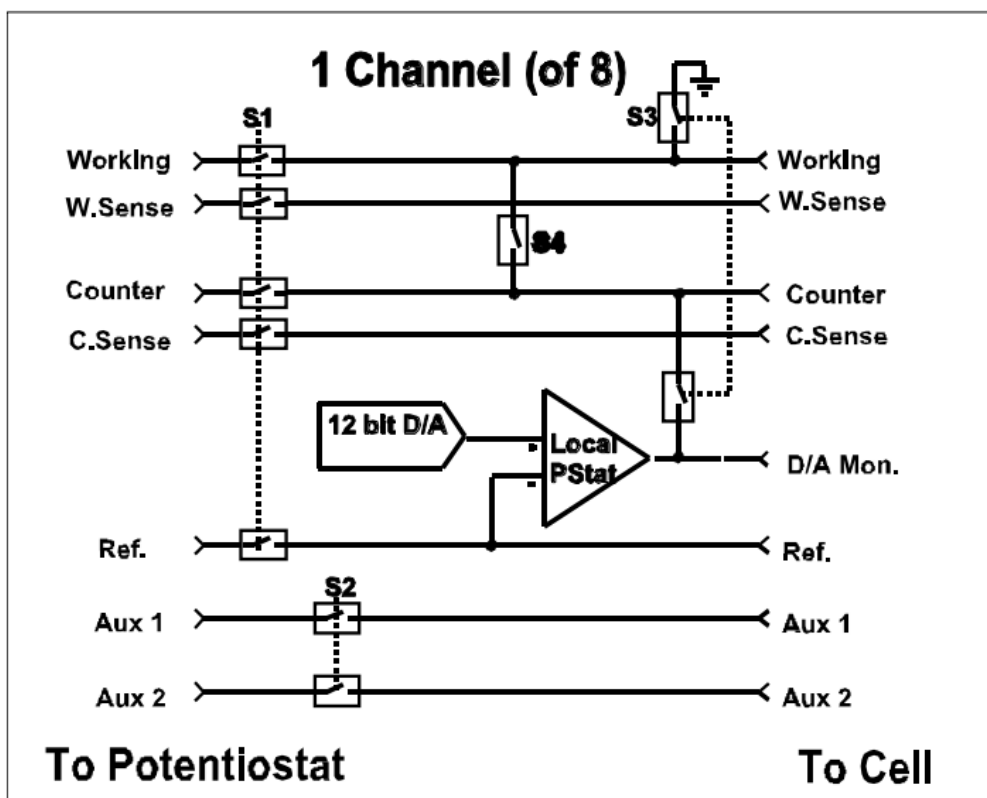 1 Channel (of 8)
S1
S3
Working
Working
W.Sense
W.Sense
S4
Counter
Counter
C.Sense
C.Sense
12 bit D/A
Local
PStat
D/A Mon.
Ref.
Ref.
S2
Aux 1
Aux 1
Aux 2
Aux 2
To Potentiostat
To Cell